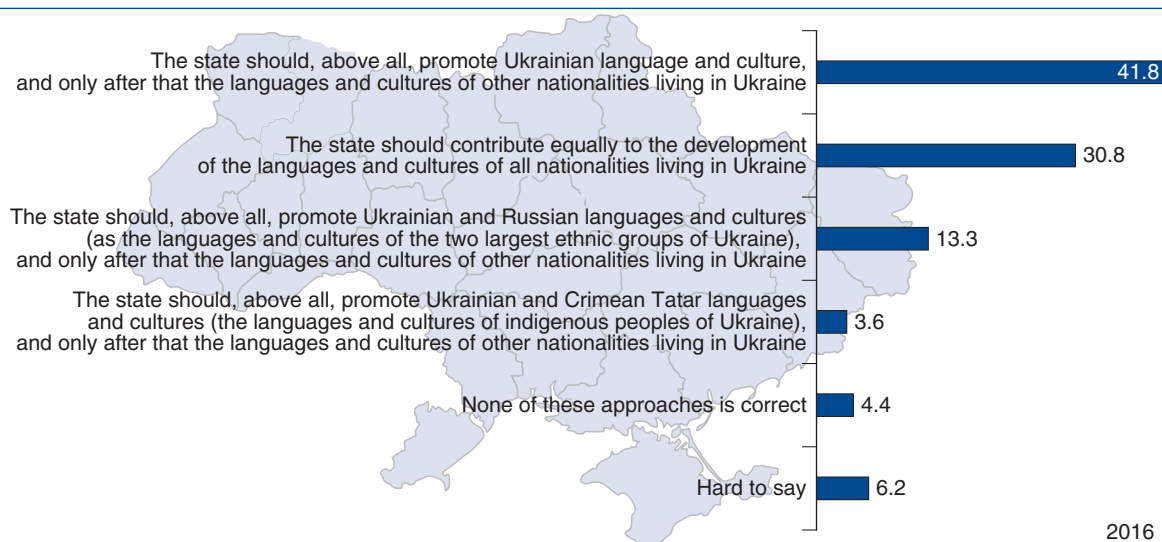 The state should, above all, promote Ukrainian language and culture,
and only after that the languages and cultures of other nationalities living in Ukraine
41.8
The state should contribute equally to the development
of the languages and cultures of all nationalities living in Ukraine
30.8
The state should, above all, promote Ukrainian and Russian languages and cultures
(as the languages and cultures of the two largest ethnic groups of Ukraine),
and only after that the languages and cultures of other nationalities living in Ukraine
13.3
The state should, above all, promote Ukrainian and Crimean Tatar languages
and cultures (the languages and cultures of indigenous peoples of Ukraine),
and only after that the languages and cultures of other nationalities living in Ukraine
3.6
None of these approaches is correct
4.4
Hard to say
6.2
2016